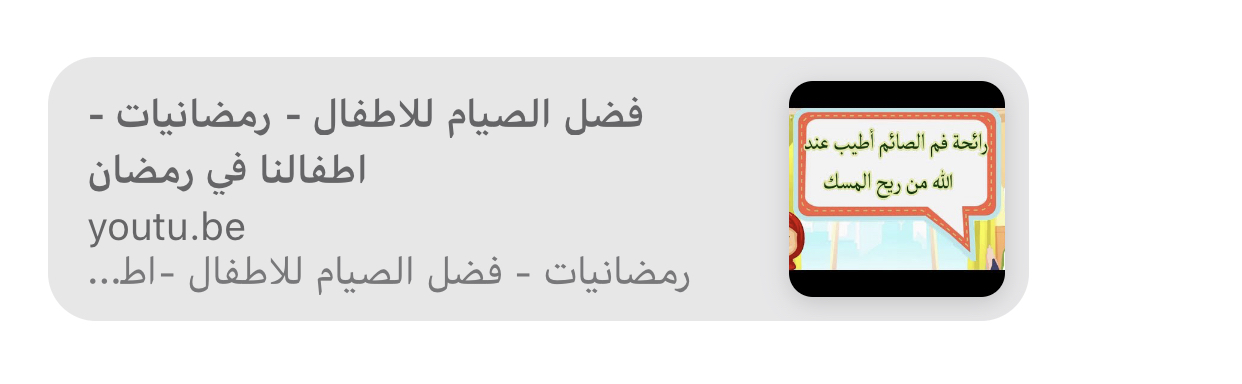 فضل الصيام للاطفال - رمضانيات -
اطفالنا في رمضان
youtu.be
رمضانيات - فضل الصيام للاطفال -اط...
رائحة فم الصائم أطيب عند
الله من ريح المسك